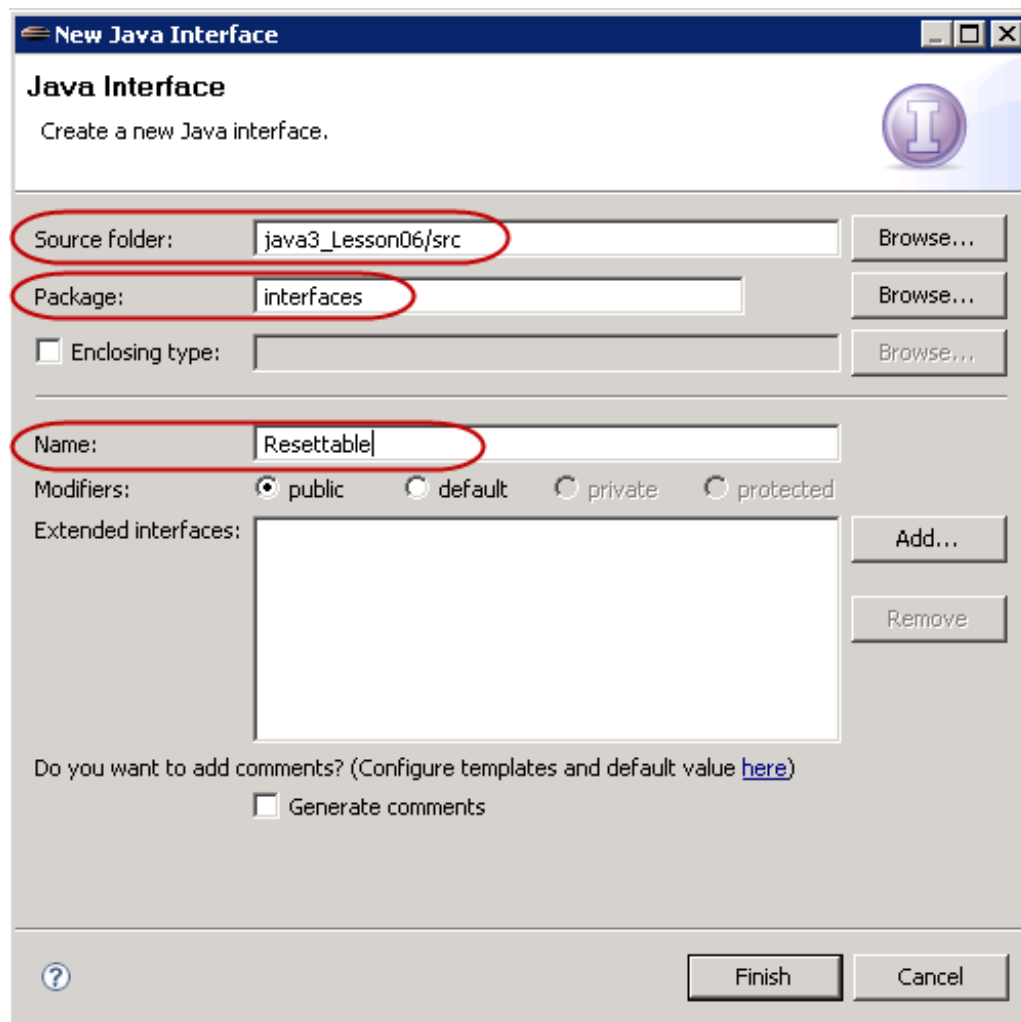 New Java Interface
Java Interface
Create a new Java interface.
Source folder: java3_Lesson06/src Browse...
Package: interfaces Browse...
Enclosing type: Browse...
Name: Resettable
Modifiers: public default private protected
Extended interfaces: Add...
Remove
Do you want to add comments? (Configure templates and default value here)
Generate comments
? Finish Cancel